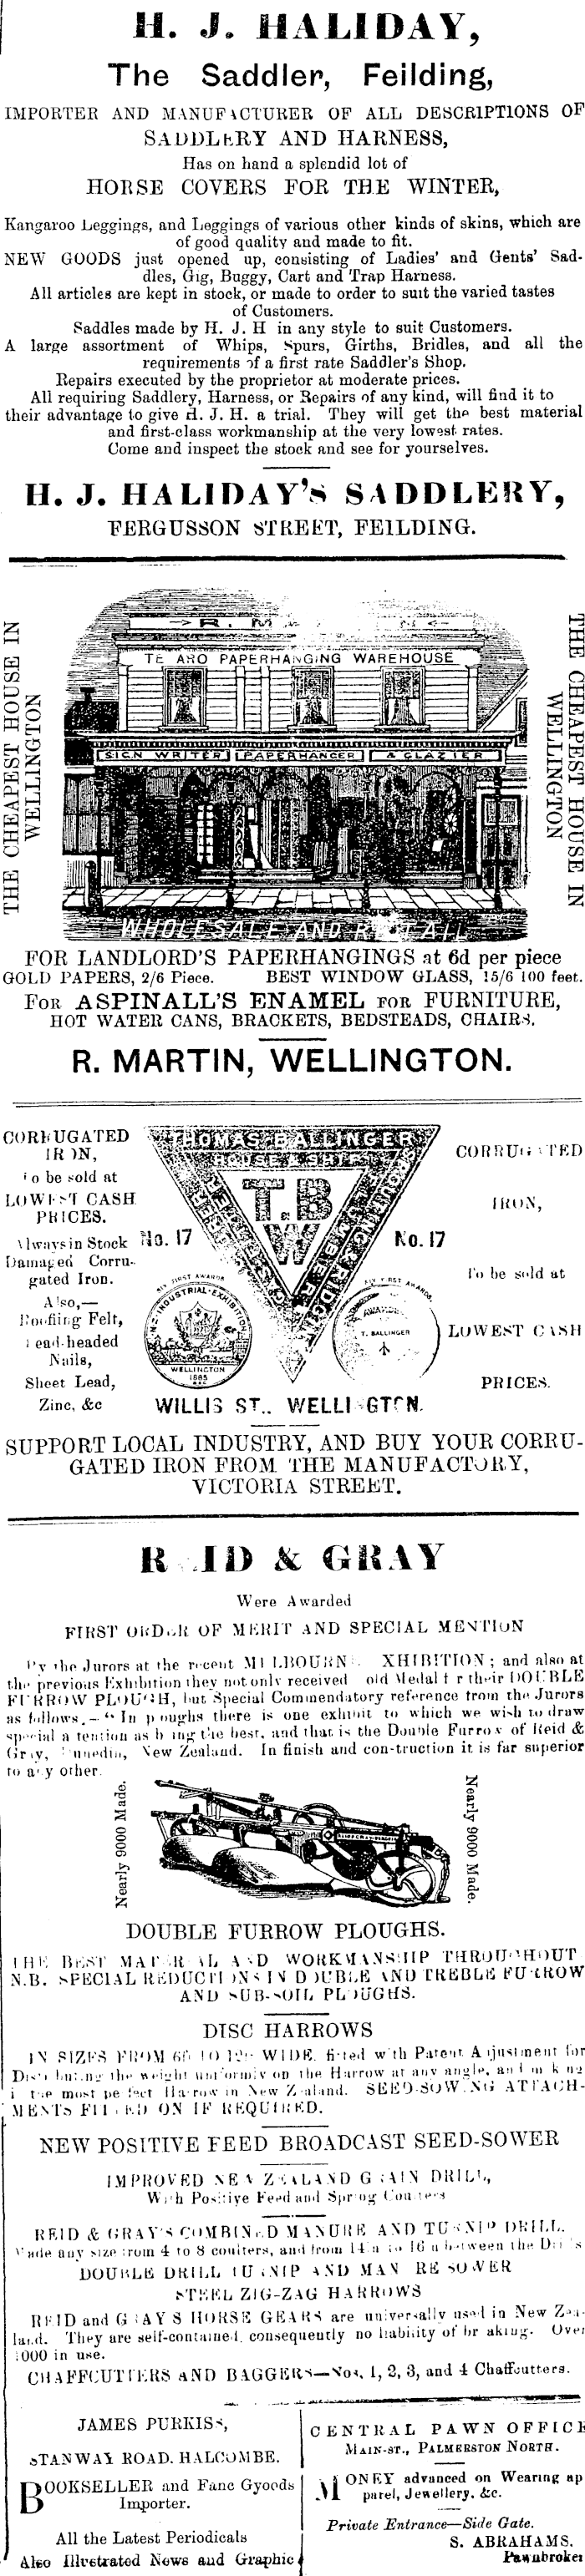 H. J. HALIDAY,
The Saddler, Feilding,
IMPORTER AND MANUFACTURER OF ALL DESCRIPTIONS OF
SADDLERY AND HARNESS,
Has on hand a splendid lot of
HORSE COVERS FOR THE WINTER,
Kangaroo Leggings, and Leggings of various other kinds of skins, which are
of good quality and made to fit.
NEW GOODS just opened up, consisting of Ladies' and Gents' Sad-
dles, Gig, Buggy, Cart and Trap Harness.
All articles are kept in stock, or made to order to suit the varied tastes
of Customers.
Saddles made by H. J. H in any style to suit Customers.
A large assortment of Whips, Spurs, Girths, Bridles, and all the
requirements of a first rate Saddler's Shop.
Repairs executed by the proprietor at moderate prices.
All requiring Saddlery, Harness, or Repairs of any kind, will find it to
their advantage to give H. J. H. a trial. They will get the best material
and first-class workmanship at the very lowest rates.
Come and inspect the stock and see for yourselves.
H. J. HALIDAY'S SADDLERY,
FERGUSSON STREET, FEILDING.
THE CHEAPEST HOUSE IN
WELLINGTON
R. M
TE ARO PAPERHANGING WAREHOUSE
SIGN WRITER PAPERHANGER & GLAZIER
WHOLESALE AND RETAIL
THE CHEAPEST HOUSE IN
WELLINGTON
FOR LANDLORD'S PAPERHANGINGS at 6d per piece
GOLD PAPERS, 2/6 Piece. BEST WINDOW GLASS, 15/6 100 feet.
FOR ASPINALL'S ENAMEL FOR FURNITURE,
HOT WATER CANS, BRACKETS, BEDSTEADS, CHAIRS.
R. MARTIN, WELLINGTON.
CORRUGATED
IRON,
To be sold at
LOWEST CASH
PRICES.
Always in Stock
Damaged Corru-
gated Iron.
Also,—
Roofiing Felt,
Lead-headed
Nails,
Sheet Lead,
Zinc, &c
THOMAS BALLINGER
T.B
& W
No. 17
No. 17
N.Z. INDUSTRIAL EXHIBITION
WELLINGTON
1885
SIX FIRST AWARDS
AWARDED
T. BALLINGER
WILLIS ST., WELLINGTON.
CORRUGATED
IRON,
To be sold at
LOWEST CASH
PRICES.
SUPPORT LOCAL INDUSTRY, AND BUY YOUR CORRU-
GATED IRON FROM THE MANUFACTORY,
VICTORIA STREET.
REID & GRAY
Were Awarded
FIRST ORDER OF MERIT AND SPECIAL MENTION
By the Jurors at the recent MELBOURNE EXHIBITION; and also at
the previous Exhibition they not only received Gold Medal for their DOUBLE
FURROW PLOUGH, but Special Commendatory reference from the Jurors
as follows.—"In ploughs there is one exhibit to which we wish to draw
special attention as being the best, and that is the Double Furrow of Reid &
Gray, Dunedin, New Zealand. In finish and construction it is far superior
to any other.
Nearly 9000 Made.
Nearly 9000 Made.
DOUBLE FURROW PLOUGHS.
THE BEST MATERIAL AND WORKMANSHIP THROUGHOUT
N.B. SPECIAL REDUCTIONS IN DOUBLE AND TREBLE FURROW
AND SUB-SOIL PLOUGHS.
DISC HARROWS
IN SIZES FROM 6ft TO 12ft WIDE, fitted with Patent Adjustment for
Distributing the weight uniformly on the Harrow at any angle, and making
it the most perfect Harrow in New Zealand. SEED-SOWING ATTACH-
MENTS FITTED ON IF REQUIRED.
NEW POSITIVE FEED BROADCAST SEED-SOWER
IMPROVED NEW ZEALAND GRAIN DRILL,
With Positive Feed and Spring Coulters
REID & GRAY'S COMBINED MANURE AND TURNIP DRILL.
Made any size from 4 to 8 coulters, and from 14in to 16in between the Drills
DOUBLE DRILL TURNIP AND MANURE SOWER
STEEL ZIG-ZAG HARROWS
REID and GRAY'S HORSE GEARS are universally used in New Zea-
land. They are self-contained, consequently no liability of breaking. Over
000 in use.
CHAFFCUTTERS AND BAGGERS—Nos, 1, 2, 3, and 4 Chaffcutters.
JAMES PURKISS,
STANWAY ROAD. HALCOMBE.
BOOKSELLER and Fanc Gyoods
Importer.
All the Latest Periodicals
Also Illvstrated News and Graphic
CENTRAL PAWN OFFICE
MAIN-ST., PALMERSTON NORTH.
MONEY advanced on Wearing ap
parel, Jewellery, &c.
Private Entrance—Side Gate.
S. ABRAHAMS.
Pawnbroker